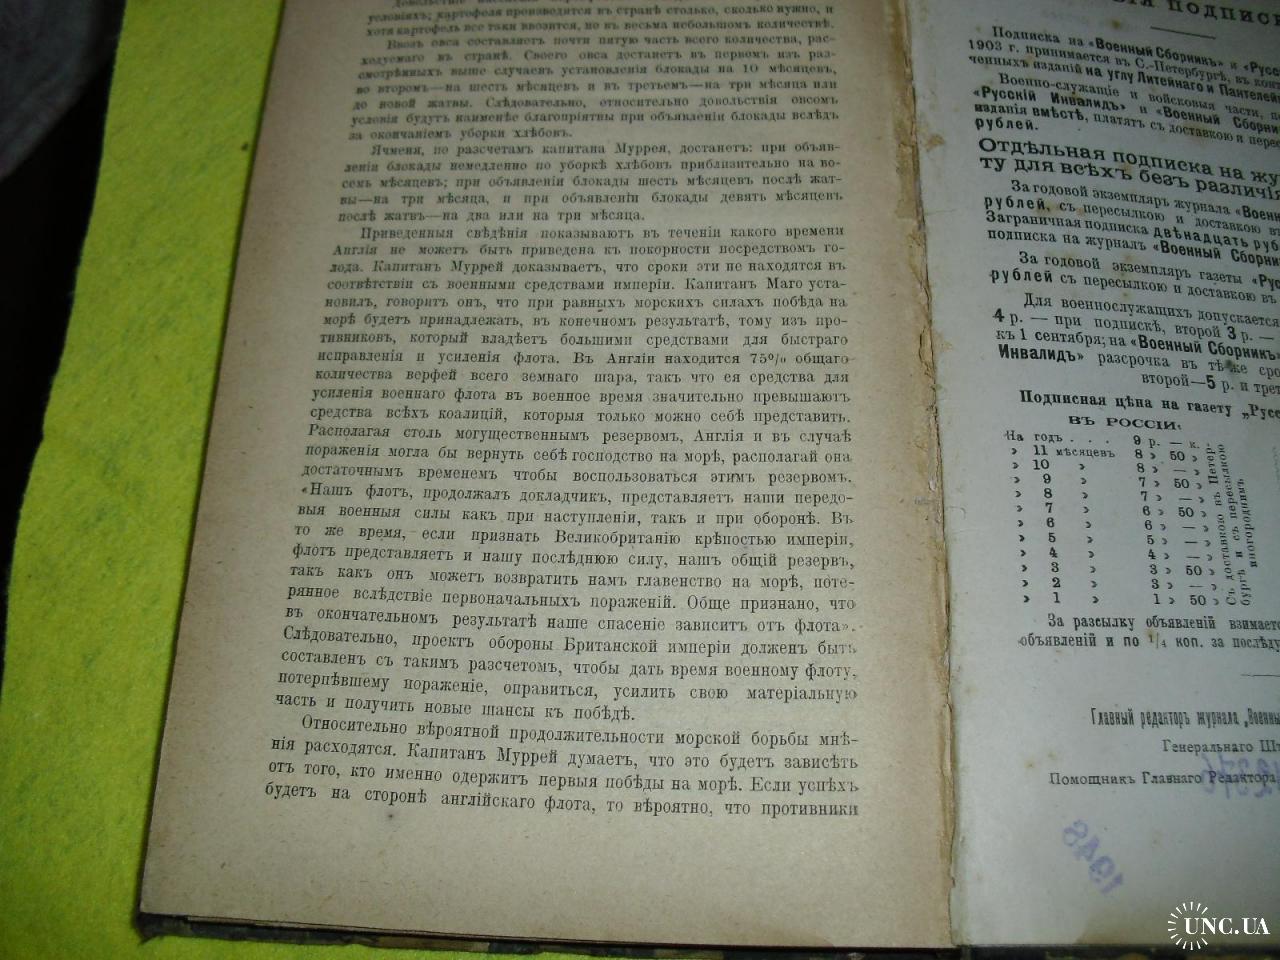 условіяхъ; картофеля производится въ странѣ столько, сколько нужно, и
хотя картофель все таки ввозится, но въ весьма небольшомъ количествѣ.
Ввозъ овса составляетъ почти пятую часть всего количества, рас-
ходуемаго въ странѣ. Своего овса достанетъ въ первомъ изъ раз-
смотрѣнныхъ выше случаевъ установленія блокады на 10 мѣсяцевъ,
во второмъ—на шесть мѣсяцевъ и въ третьемъ—на три мѣсяца или
до новой жатвы. Слѣдовательно, относительно довольствія овсомъ
условія будутъ наименѣе благопріятны при объявленіи блокады вслѣдъ
за окончаніемъ уборки хлѣбовъ.
Ячменя, по разсчетамъ капитана Муррея, достанетъ: при объяв-
леніи блокады немедленно по уборкѣ хлѣбовъ приблизительно на во-
семь мѣсяцевъ; при объявленіи блокады шесть мѣсяцевъ послѣ жат-
вы—на три мѣсяца, и при объявленіи блокады девять мѣсяцевъ
послѣ жатвъ—на два или на три мѣсяца.
Приведенныя свѣдѣнія показываютъ въ теченіи какого времени
Англія не можетъ быть приведена къ покорности посредствомъ го-
лода. Капитанъ Муррей доказываетъ, что сроки эти не находятся въ
соотвѣтствіи съ военными средствами имперіи. Капитанъ Маго уста-
новилъ, говоритъ онъ, что при равныхъ морскихъ силахъ побѣда на
морѣ будетъ принадлежать, въ конечномъ результатѣ, тому изъ про-
тивниковъ, который владѣетъ большими средствами для быстраго
исправленія и усиленія флота. Въ Англіи находится 75% общаго
количества верфей всего земнаго шара, такъ что ея средства для
усиленія военнаго флота въ военное время значительно превышаютъ
средства всѣхъ коалицій, которыя только можно себѣ представить.
Располагая столь могущественнымъ резервомъ, Англія и въ случаѣ
пораженія могла бы вернуть себѣ господство на морѣ, располагай она
достаточнымъ временемъ чтобы воспользоваться этимъ резервомъ.
«Нашъ флотъ, продолжалъ докладчикъ, представляетъ наши передо-
выя военныя силы какъ при наступленіи, такъ и при оборонѣ. Въ
то же время, если признать Великобританію крѣпостью имперіи,
флотъ представляетъ и нашу послѣднюю силу, нашъ общій резервъ,
такъ какъ онъ можетъ возвратить намъ главенство на морѣ, поте-
рянное вслѣдствіе первоначальныхъ пораженій. Обще признано, что
въ окончательномъ результатѣ наше спасеніе зависитъ отъ флота».
Слѣдовательно, проектъ обороны Британской имперіи долженъ быть
составленъ съ такимъ разсчетомъ, чтобы дать время военному флоту,
потерпѣвшему пораженіе, оправиться, усилить свою матеріальную
часть и получить новые шансы къ побѣдѣ.
Относительно вѣроятной продолжительности морской борьбы мнѣ-
нія расходятся. Капитанъ Муррей думаетъ, что это будетъ зависѣть
отъ того, кто именно одержитъ первыя побѣды на морѣ. Если успѣхъ
будетъ на сторонѣ англійскаго флота, то вѣроятно, что противники
Подписка на «Военный Сборникъ» и «Русс
1903 г. принимается въ С.-Петербургѣ, въ конт
ченныхъ изданій на углу Литейнаго и Пантелей
Военно-служащіе и войсковыя части, по
«Русскій Инвалидъ» и «Военный Сборни
изданія вмѣстѣ, платятъ съ доставкою и перес
рублей.
Отдѣльная подписка на жу
ту для всѣхъ безъ различія
За годовой экземпляръ журнала «Воен
рублей, съ пересылкою и доставкою въ
Заграничная подписка двѣнадцать руб
подписка на журналъ «Военный Сборни
За годовой экземпляръ газеты «Рус
рублей съ пересылкою и доставкою въ
Для военнослужащихъ допускается
4 р. — при подпискѣ, второй 3 р. —
къ 1 сентября; на «Военный Сборникъ»
Инвалидъ» разсрочка въ тѣ же сро
второй—5 р. и трет
Подписная цѣна на газету „Русс
ВЪ РОССІИ:
На годъ . . . 9 р. — к.
» 11 мѣсяцевъ 8 » 50 »
» 10 » 8 » — »
» 9 » 7 » 50 »
» 8 » 7 » — »
» 7 » 6 » 50 »
» 6 » 6 » — »
» 5 » 5 » — »
» 4 » 4 » — »
» 3 » 3 » 50 »
» 2 » 3 » — »
» 1 » 1 » 50 »
Съ доставкою въ Петер-
бургѣ и съ пересылкою
иногороднимъ
За разсылку объявленій взимает
объявленій и по 1/4 коп. за послѣду
Главный редакторъ журнала „Военны
Генеральнаго Шт
Помощникъ Главнаго Редактора,
1946
UNC.UA